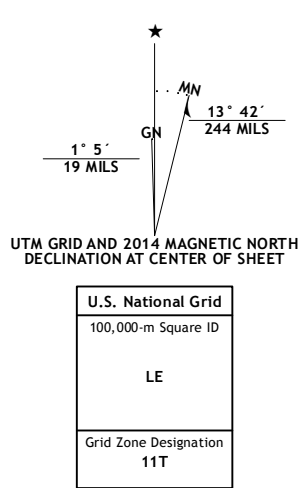 ★
MN
GN
13° 42´
244 MILS
1° 5´
19 MILS
UTM GRID AND 2014 MAGNETIC NORTH
DECLINATION AT CENTER OF SHEET
U.S. National Grid
100,000-m Square ID
LE
Grid Zone Designation
11T